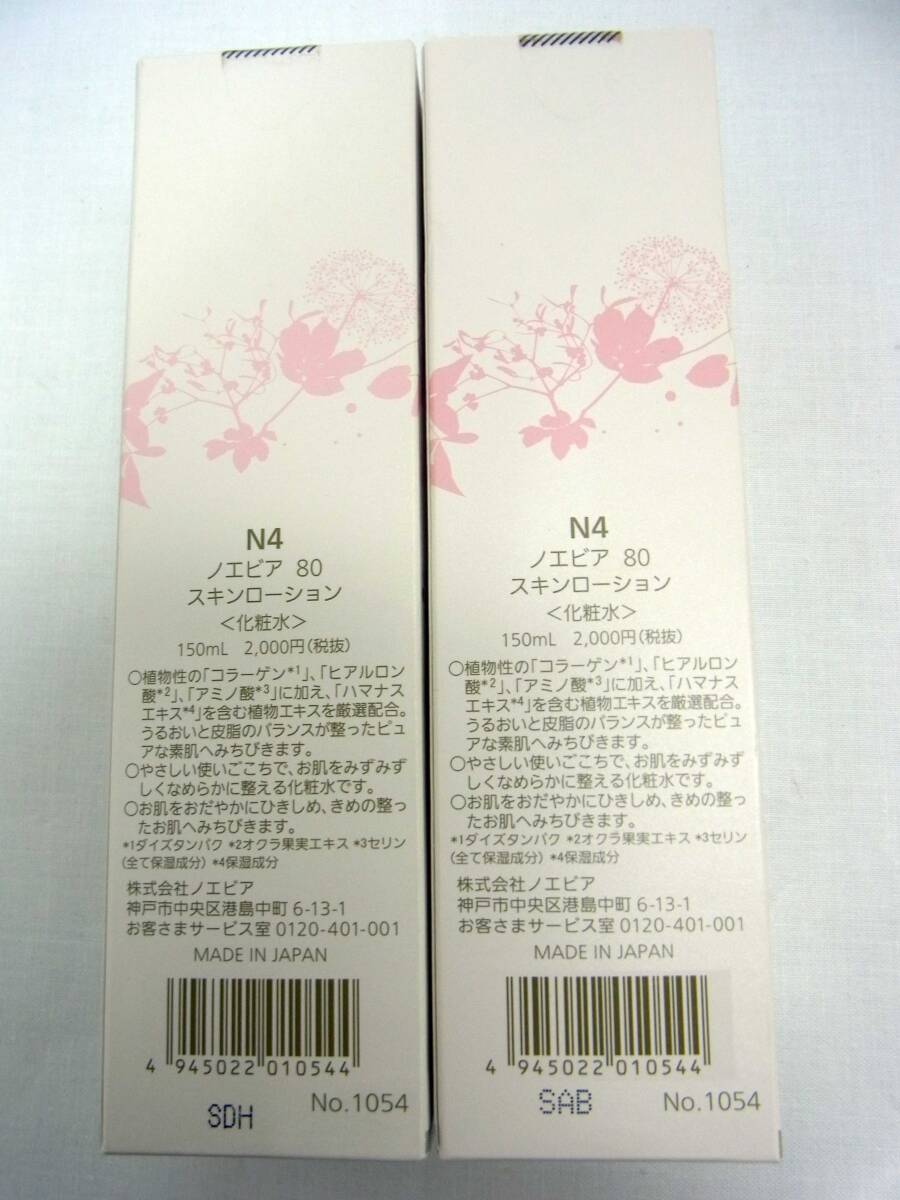 N4
ノエビア 80
スキンローション
＜化粧水＞
150mL 2,000円(税抜)
○植物性の「コラーゲン*1」、「ヒアルロン
酸*2」、「アミノ酸*3」に加え、「ハマナス
エキス*4」を含む植物エキスを厳選配合。
うるおいと皮脂のバランスが整ったピュ
アな素肌へみちびきます。
○やさしい使いごこちで、お肌をみずみず
しくなめらかに整える化粧水です。
○お肌をおだやかにひきしめ、きめの整っ
たお肌へみちびきます。
*1ダイズタンパク *2オクラ果実エキス *3セリン
(全て保湿成分) *4保湿成分
株式会社ノエビア
神戸市中央区港島中町6-13-1
お客さまサービス室 0120-401-001
MADE IN JAPAN
4 945022 010544
SDH No.1054
N4
ノエビア 80
スキンローション
＜化粧水＞
150mL 2,000円(税抜)
○植物性の「コラーゲン*1」、「ヒアルロン
酸*2」、「アミノ酸*3」に加え、「ハマナス
エキス*4」を含む植物エキスを厳選配合。
うるおいと皮脂のバランスが整ったピュ
アな素肌へみちびきます。
○やさしい使いごこちで、お肌をみずみず
しくなめらかに整える化粧水です。
○お肌をおだやかにひきしめ、きめの整っ
たお肌へみちびきます。
*1ダイズタンパク *2オクラ果実エキス *3セリン
(全て保湿成分) *4保湿成分
株式会社ノエビア
神戸市中央区港島中町6-13-1
お客さまサービス室 0120-401-001
MADE IN JAPAN
4 945022 010544
SAB No.1054